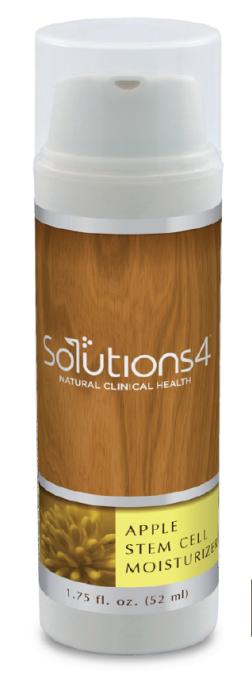 Solutions4
NATURAL CLINICAL HEALTH
APPLE
STEM CELL
MOISTURIZER
1.75 fl. oz. (52 ml)